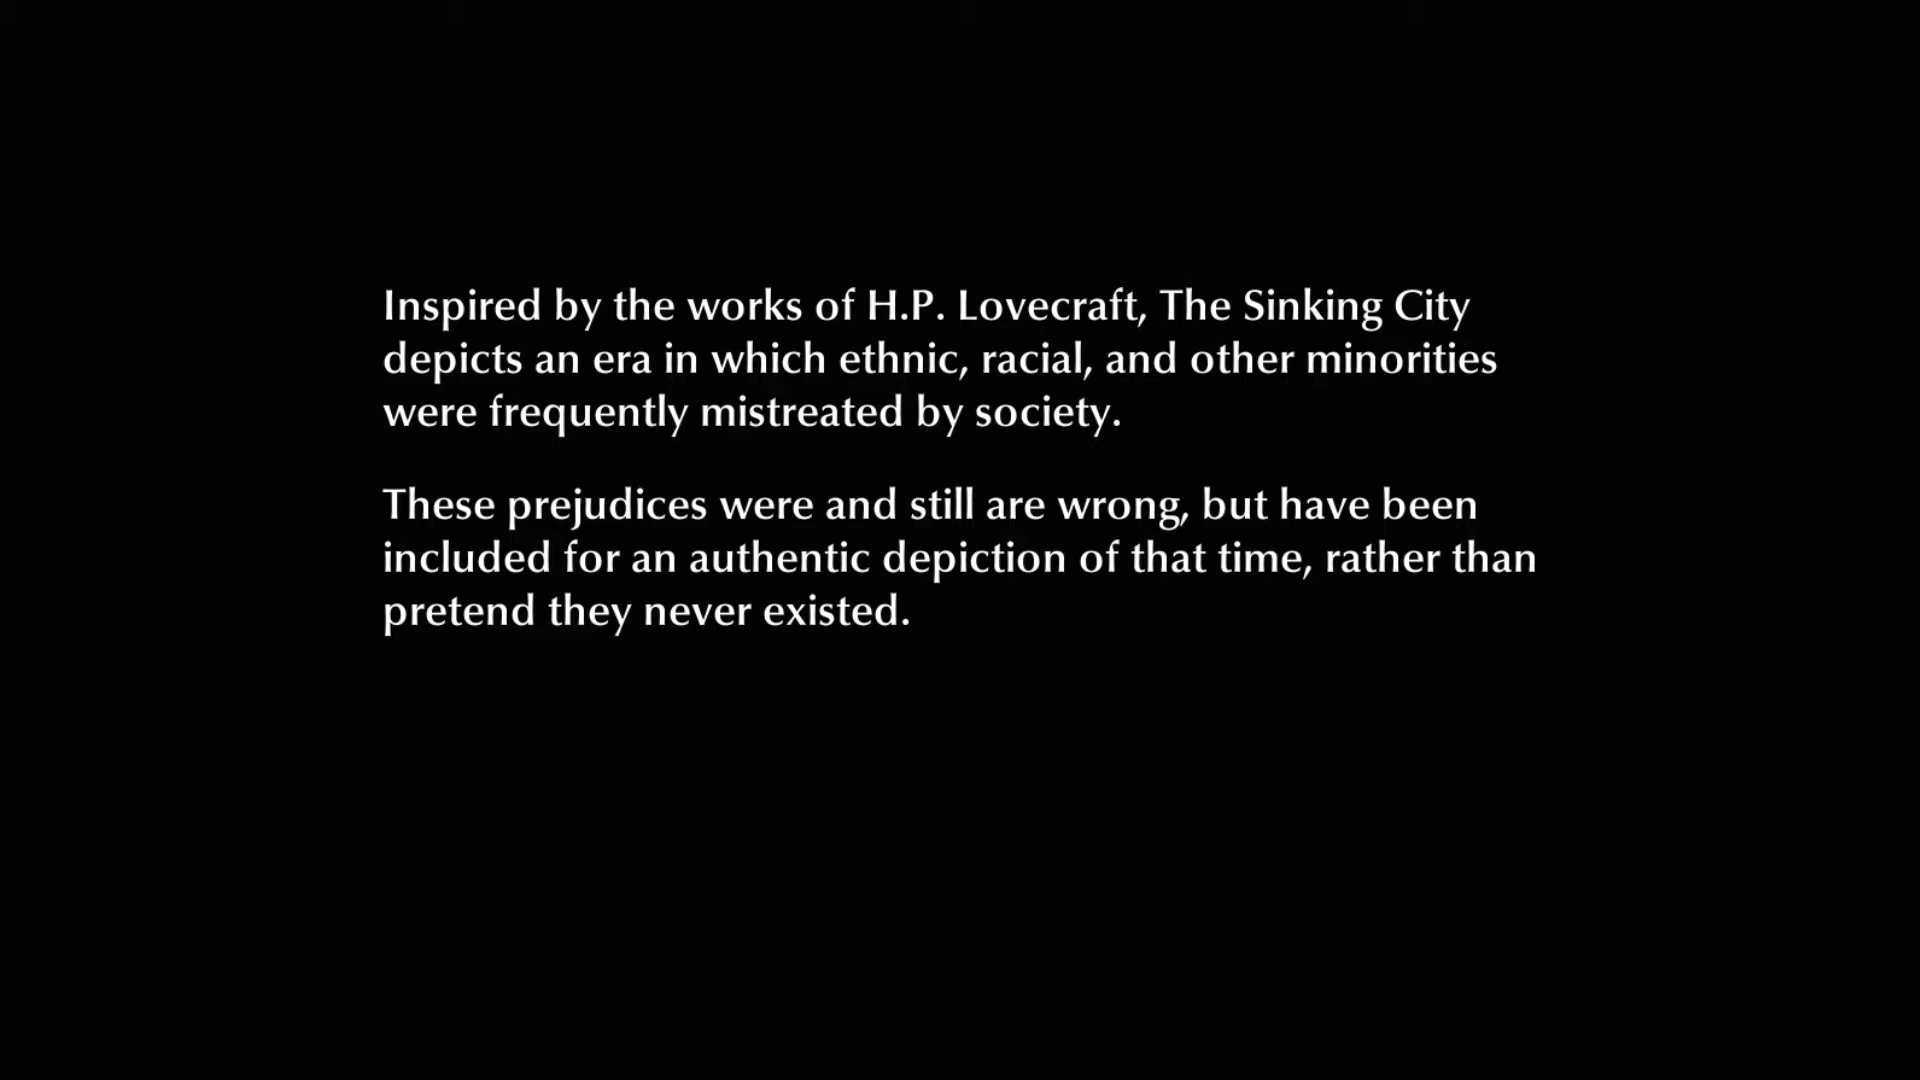 Inspired by the works of H.P. Lovecraft, The Sinking City
depicts an era in which ethnic, racial, and other minorities
were frequently mistreated by society.
These prejudices were and still are wrong, but have been
included for an authentic depiction of that time, rather than
pretend they never existed.